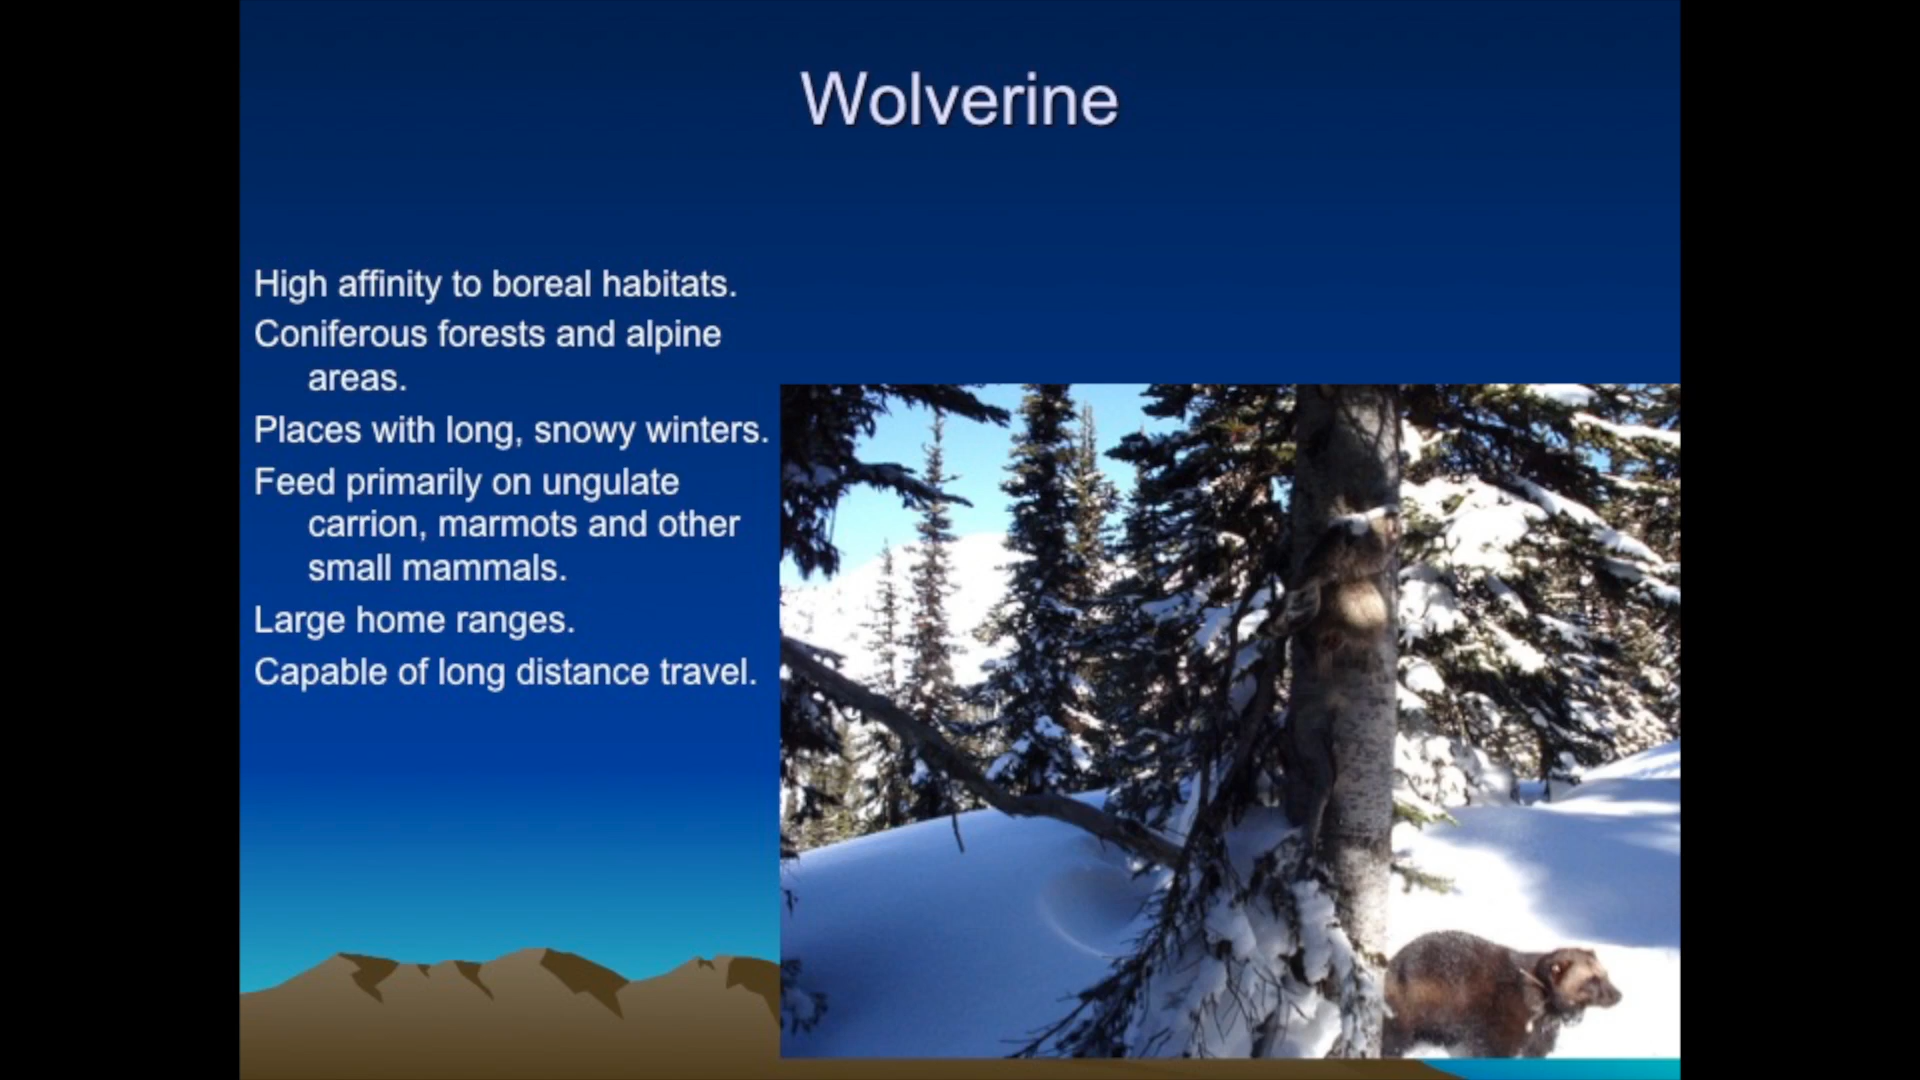 Wolverine
High affinity to boreal habitats.
Coniferous forests and alpine
areas.
Places with long, snowy winters.
Feed primarily on ungulate
carrion, marmots and other
small mammals.
Large home ranges.
Capable of long distance travel.